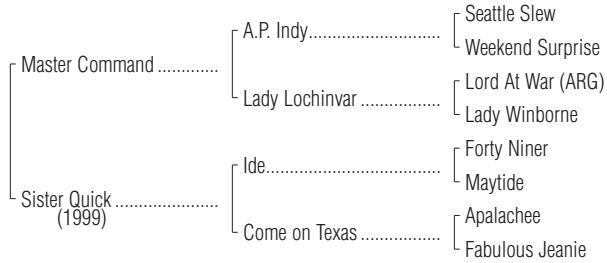 Seattle Slew
A.P. Indy..................................
Weekend Surprise
Master Command .............
Lord At War (ARG)
Lady Lochinvar ....................
Lady Winborne
Forty Niner
Ide............................................
Maytide
Sister Quick ......................
(1999)
Apalachee
Come on Texas ....................
Fabulous Jeanie